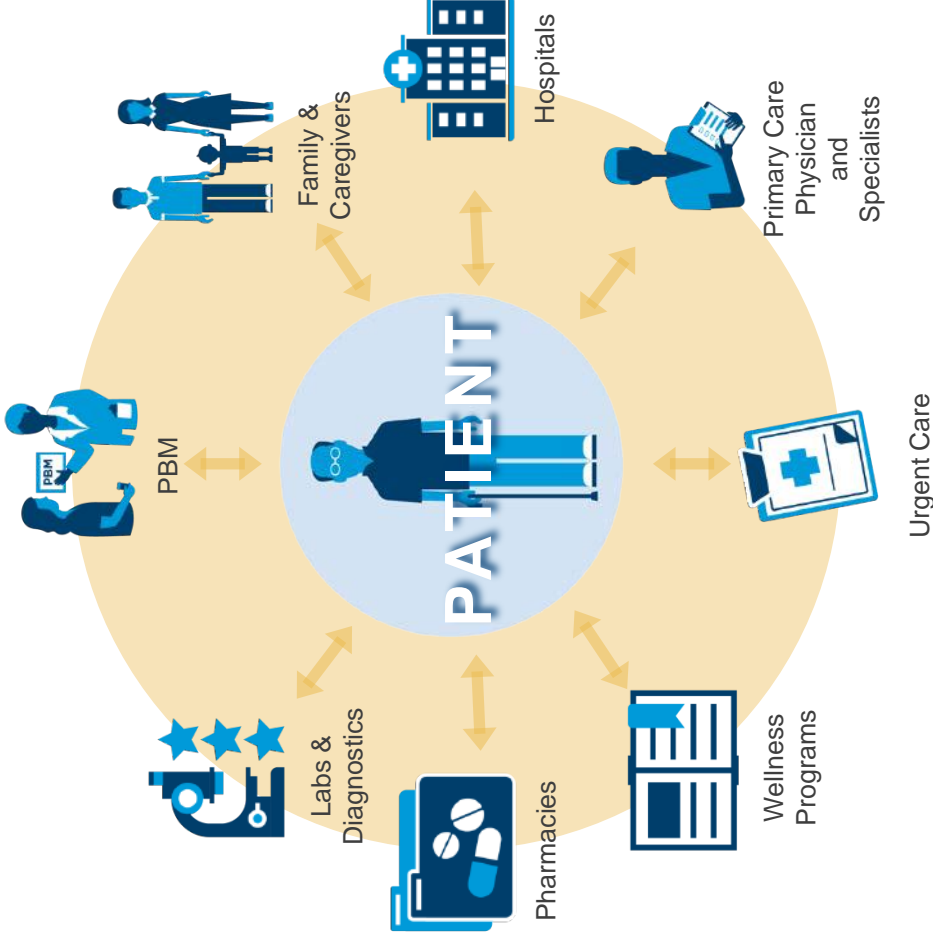 PBM
PBM
Labs &
Diagnostics
Family &
Caregivers
PATIENT
Pharmacies
Hospitals
Wellness
Programs
Primary Care
Physician
and
Specialists
Urgent Care